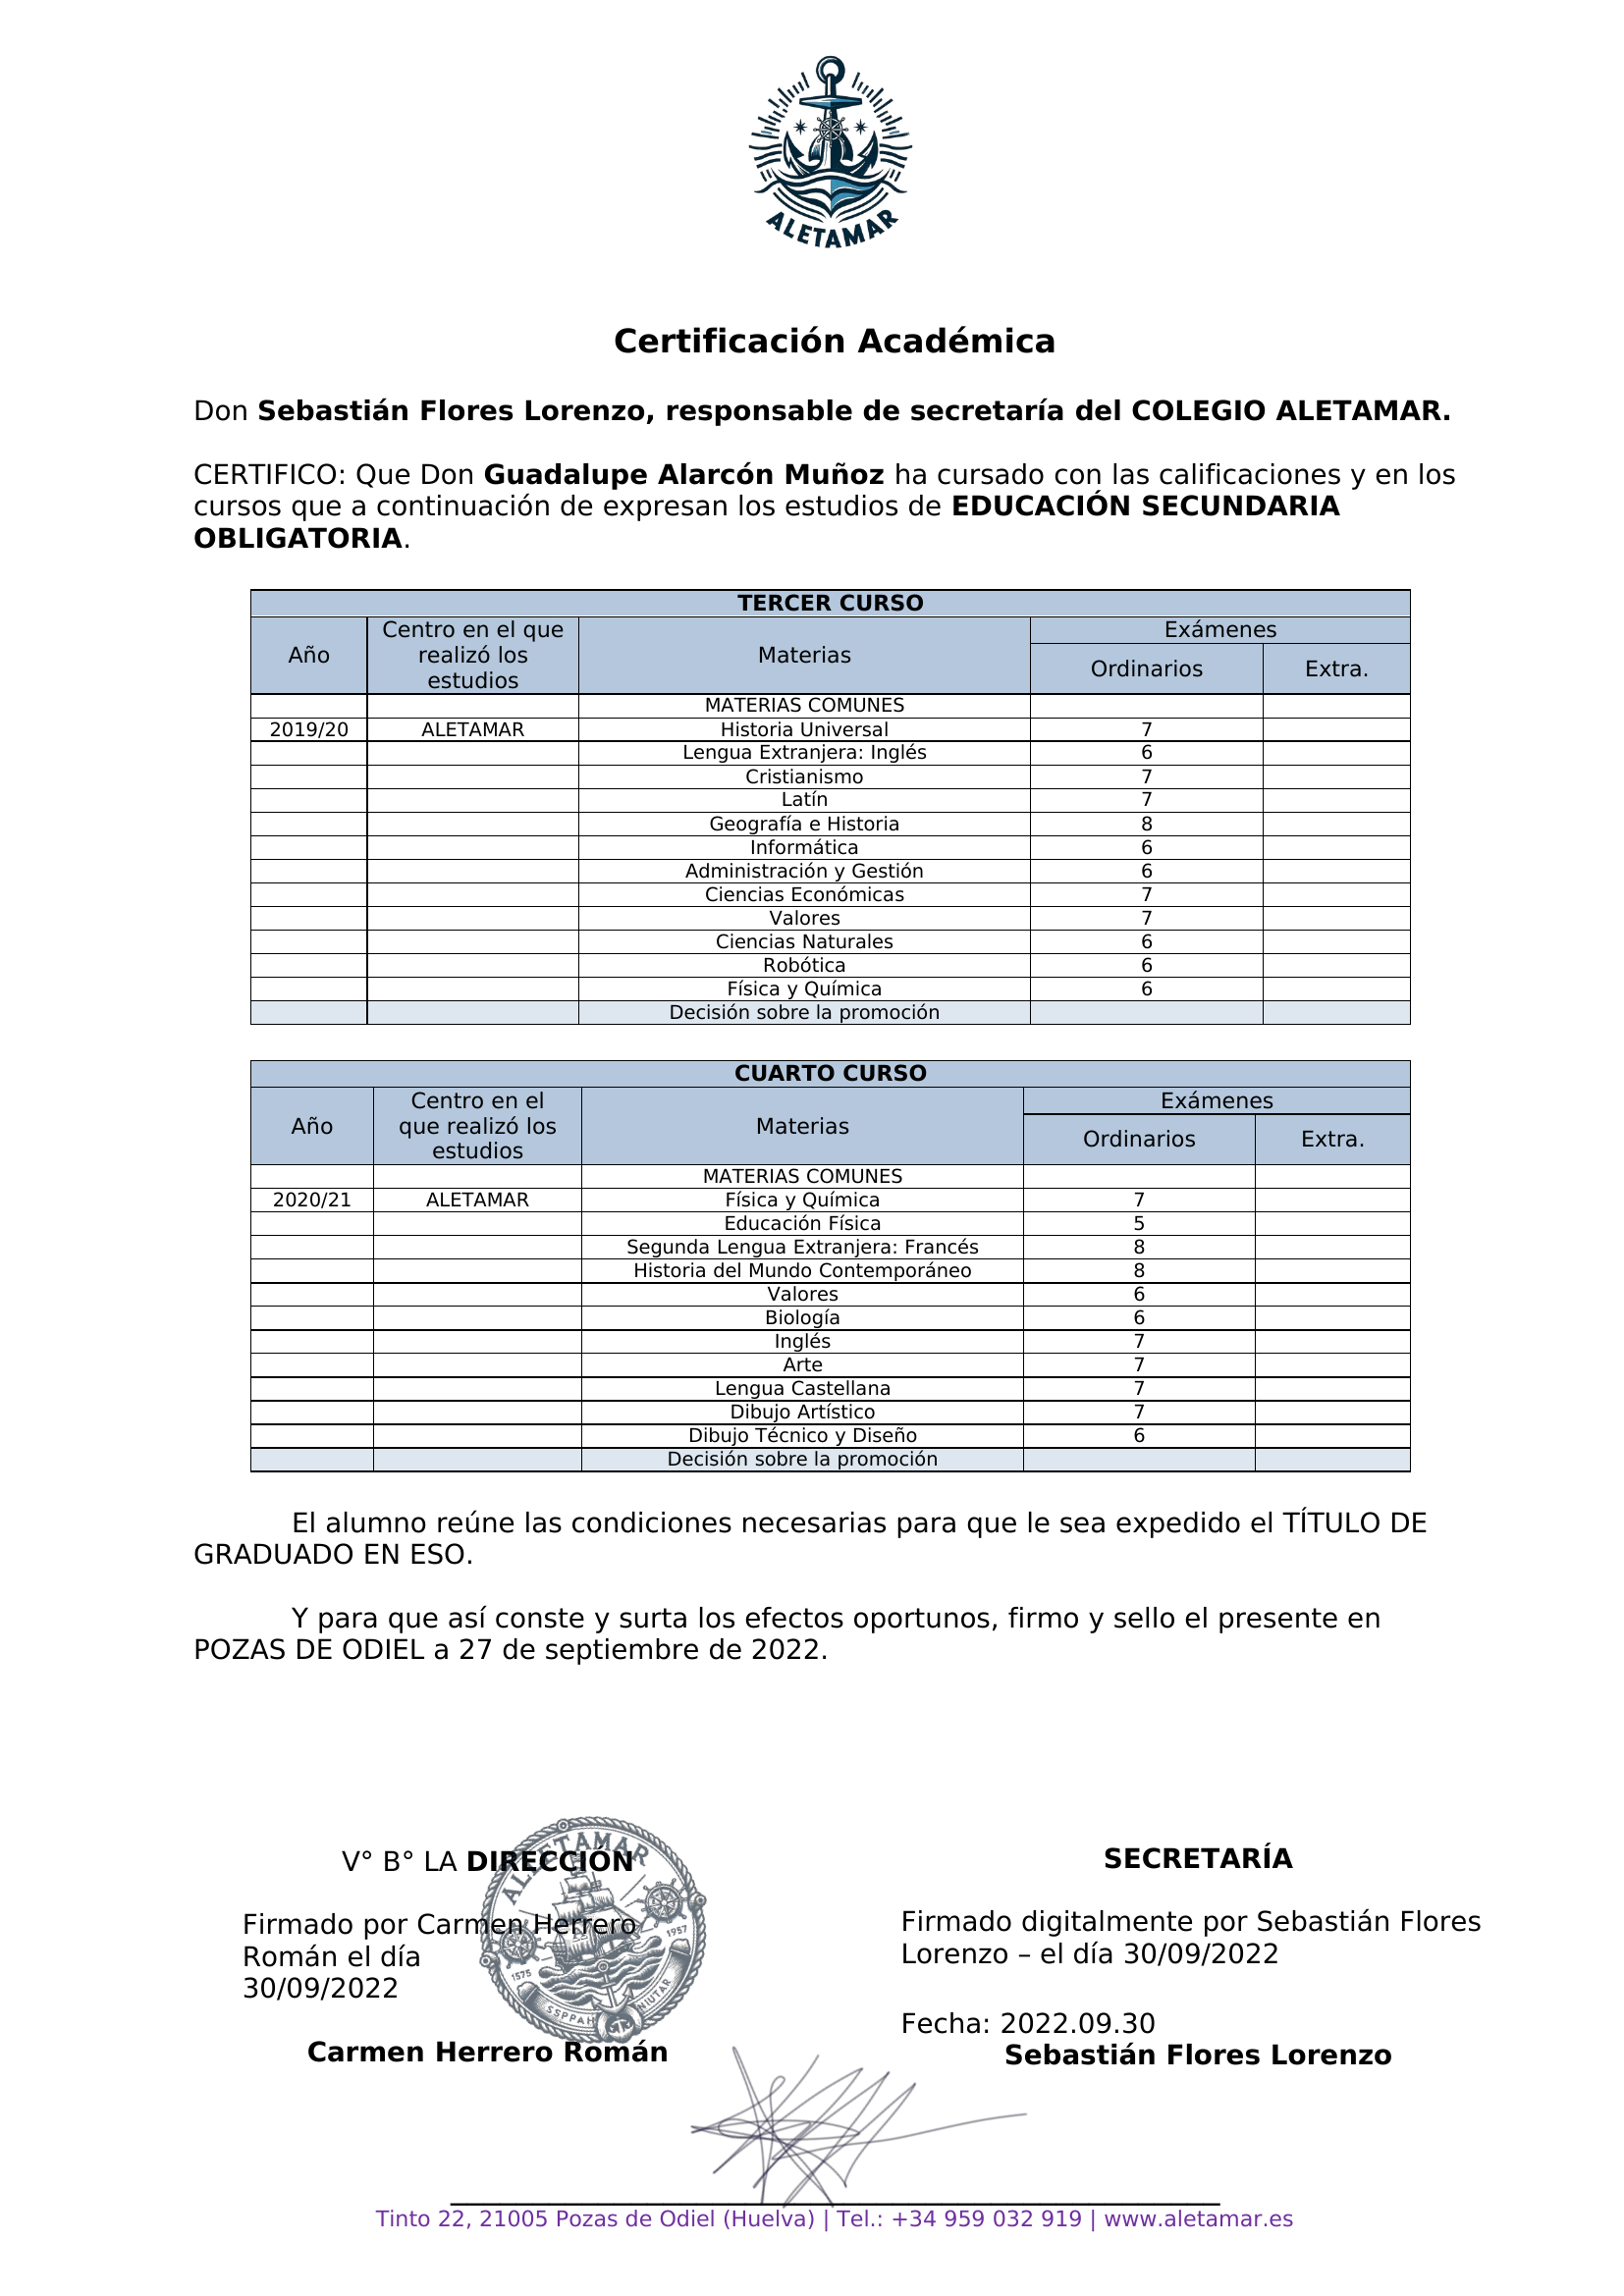 ALETAMAR
Certificación Académica
Don Sebastián Flores Lorenzo, responsable de secretaría del COLEGIO ALETAMAR.
CERTIFICO: Que Don Guadalupe Alarcón Muñoz ha cursado con las calificaciones y en los
cursos que a continuación de expresan los estudios de EDUCACIÓN SECUNDARIA
OBLIGATORIA.
TERCER CURSO
Año Centro en el que realizó los estudios Materias Exámenes
Ordinarios Extra.
MATERIAS COMUNES
2019/20 ALETAMAR Historia Universal 7
Lengua Extranjera: Inglés 6
Cristianismo 7
Latín 7
Geografía e Historia 8
Informática 6
Administración y Gestión 6
Ciencias Económicas 7
Valores 7
Ciencias Naturales 6
Robótica 6
Física y Química 6
Decisión sobre la promoción
CUARTO CURSO
Año Centro en el que realizó los estudios Materias Exámenes
Ordinarios Extra.
MATERIAS COMUNES
2020/21 ALETAMAR Física y Química 7
Educación Física 5
Segunda Lengua Extranjera: Francés 8
Historia del Mundo Contemporáneo 8
Valores 6
Biología 6
Inglés 7
Arte 7
Lengua Castellana 7
Dibujo Artístico 7
Dibujo Técnico y Diseño 6
Decisión sobre la promoción
El alumno reúne las condiciones necesarias para que le sea expedido el TÍTULO DE
GRADUADO EN ESO.
Y para que así conste y surta los efectos oportunos, firmo y sello el presente en
POZAS DE ODIEL a 27 de septiembre de 2022.
V° B° LA DIRECCIÓN
Firmado por Carmen Herrero
Román el día
30/09/2022
Carmen Herrero Román
1575
1957
SSPPAH
NIUTAR
SECRETARÍA
Firmado digitalmente por Sebastián Flores
Lorenzo – el día 30/09/2022
Fecha: 2022.09.30
Sebastián Flores Lorenzo
Tinto 22, 21005 Pozas de Odiel (Huelva) | Tel.: +34 959 032 919 | www.aletamar.es